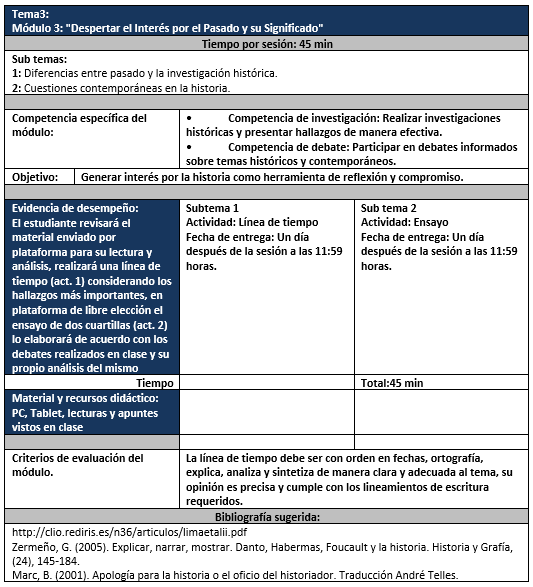 Tema3:
Módulo 3: "Despertar el Interés por el Pasado y su Significado"
Tiempo por sesión: 45 min
Sub temas:
1: Diferencias entre pasado y la investigación histórica.
2: Cuestiones contemporáneas en la historia.
Competencia específica del
módulo:
• Competencia de investigación: Realizar investigaciones
históricas y presentar hallazgos de manera efectiva.
• Competencia de debate: Participar en debates informados
sobre temas históricos y contemporáneos.
Objetivo: Generar interés por la historia como herramienta de reflexión y compromiso.
Evidencia de desempeño:
El estudiante revisará el
material enviado por
plataforma para su lectura y
análisis, realizará una línea de
tiempo (act. 1) considerando los
hallazgos más importantes, en
plataforma de libre elección el
ensayo de dos cuartillas (act. 2)
lo elaborará de acuerdo con los
debates realizados en clase y su
propio análisis del mismo
Subtema 1
Actividad: Línea de tiempo
Fecha de entrega: Un día
después de la sesión a las 11:59
horas.
Sub tema 2
Actividad: Ensayo
Fecha de entrega: Un día
después de la sesión a las 11:59
horas.
Tiempo
Total:45 min
Material y recursos didáctico:
PC, Tablet, lecturas y apuntes
vistos en clase
Criterios de evaluación del
módulo.
La línea de tiempo debe ser con orden en fechas, ortografía,
explica, analiza y sintetiza de manera clara y adecuada al tema, su
opinión es precisa y cumple con los lineamientos de escritura
requeridos.
Bibliografía sugerida:
http://clio.rediris.es/n36/articulos/limaetalii.pdf
Zermeño, G. (2005). Explicar, narrar, mostrar. Danto, Habermas, Foucault y la historia. Historia y Grafía,
(24), 145-184.
Marc, B. (2001). Apología para la historia o el oficio del historiador. Traducción André Telles.